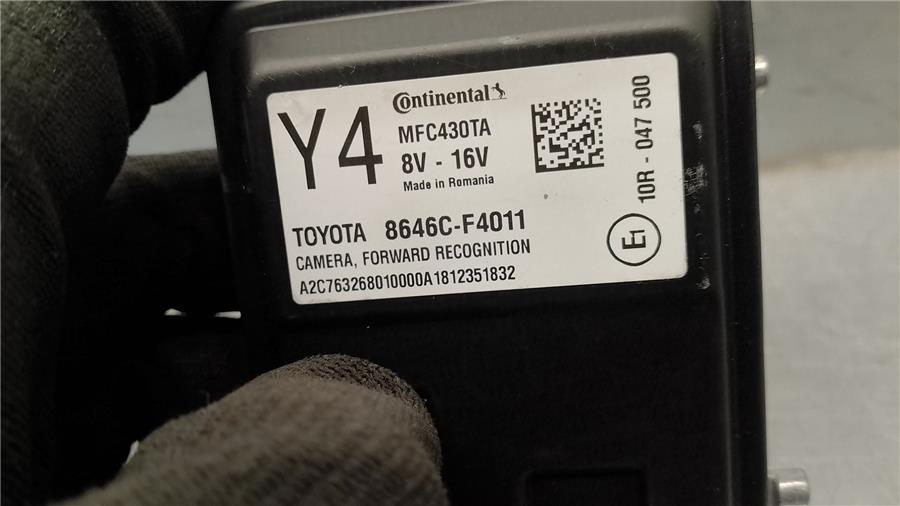 Y4
Continental
MFC430TA
8V - 16V
Made in Romania
TOYOTA 8646C-F4011
CAMERA, FORWARD RECOGNITION
A2C763268010000A1812351832
E1
10R - 047 500